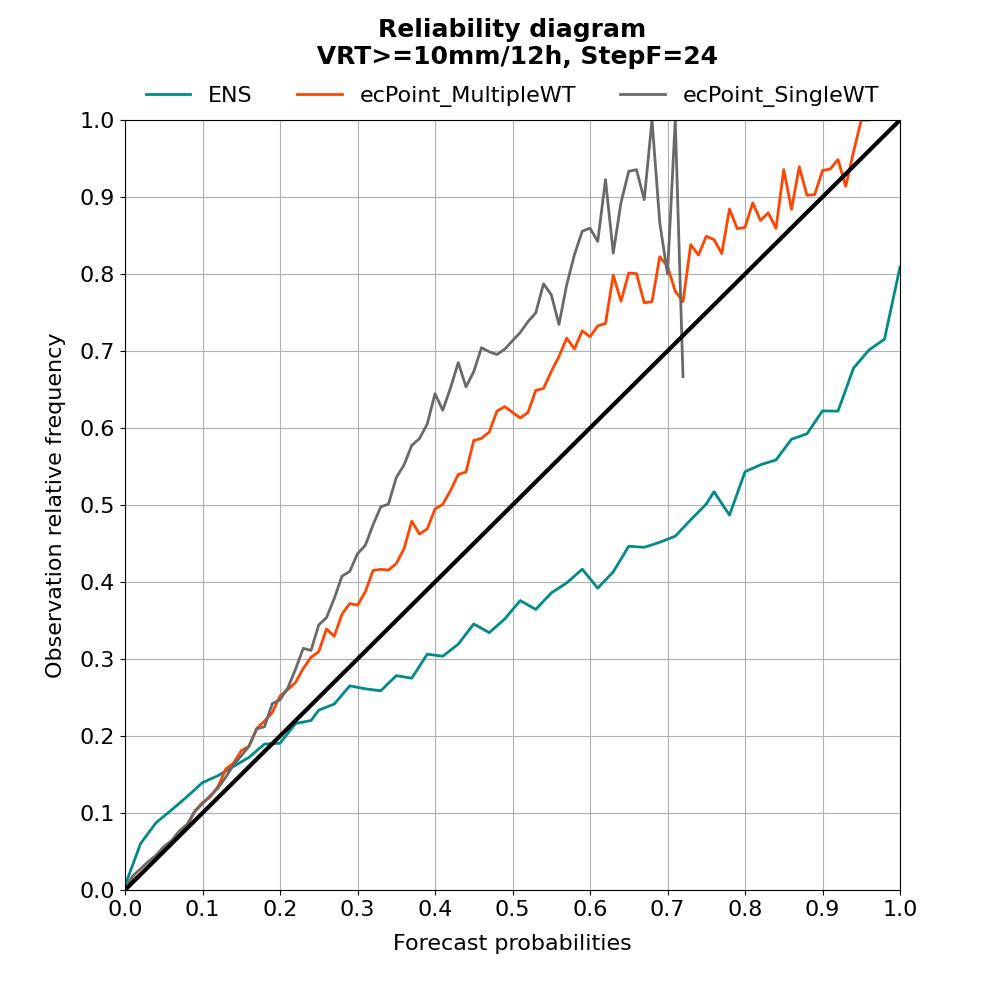 Reliability diagram
VRT>=10mm/12h, StepF=24
ENS ecPoint_MultipleWT ecPoint_SingleWT
1.0
0.9
0.8
0.7
0.6
0.5
0.4
0.3
0.2
0.1
0.0
Observation relative frequency
0.0 0.1 0.2 0.3 0.4 0.5 0.6 0.7 0.8 0.9 1.0
Forecast probabilities